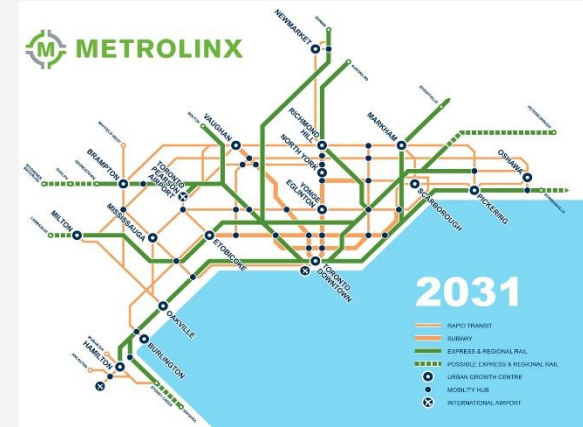 METROLINX
NEWMARKET
RICHMOND
HILL
MARKHAM
VAUGHAN
NORTH YORK
BRAMPTON
TORONTO
PEARSON
AIRPORT
OSHAWA
YONGE
EGLINTON
SCARBOROUGH
PICKERING
MILTON
MISSISSAUGA
ETOBICOKE
TORONTO
DOWNTOWN
OAKVILLE
BURLINGTON
HAMILTON
2031
RAPID TRANSIT
SUBWAY
EXPRESS & REGIONAL RAIL
POSSIBLE EXPRESS & REGIONAL RAIL
URBAN GROWTH CENTRE
MOBILITY HUB
INTERNATIONAL AIRPORT